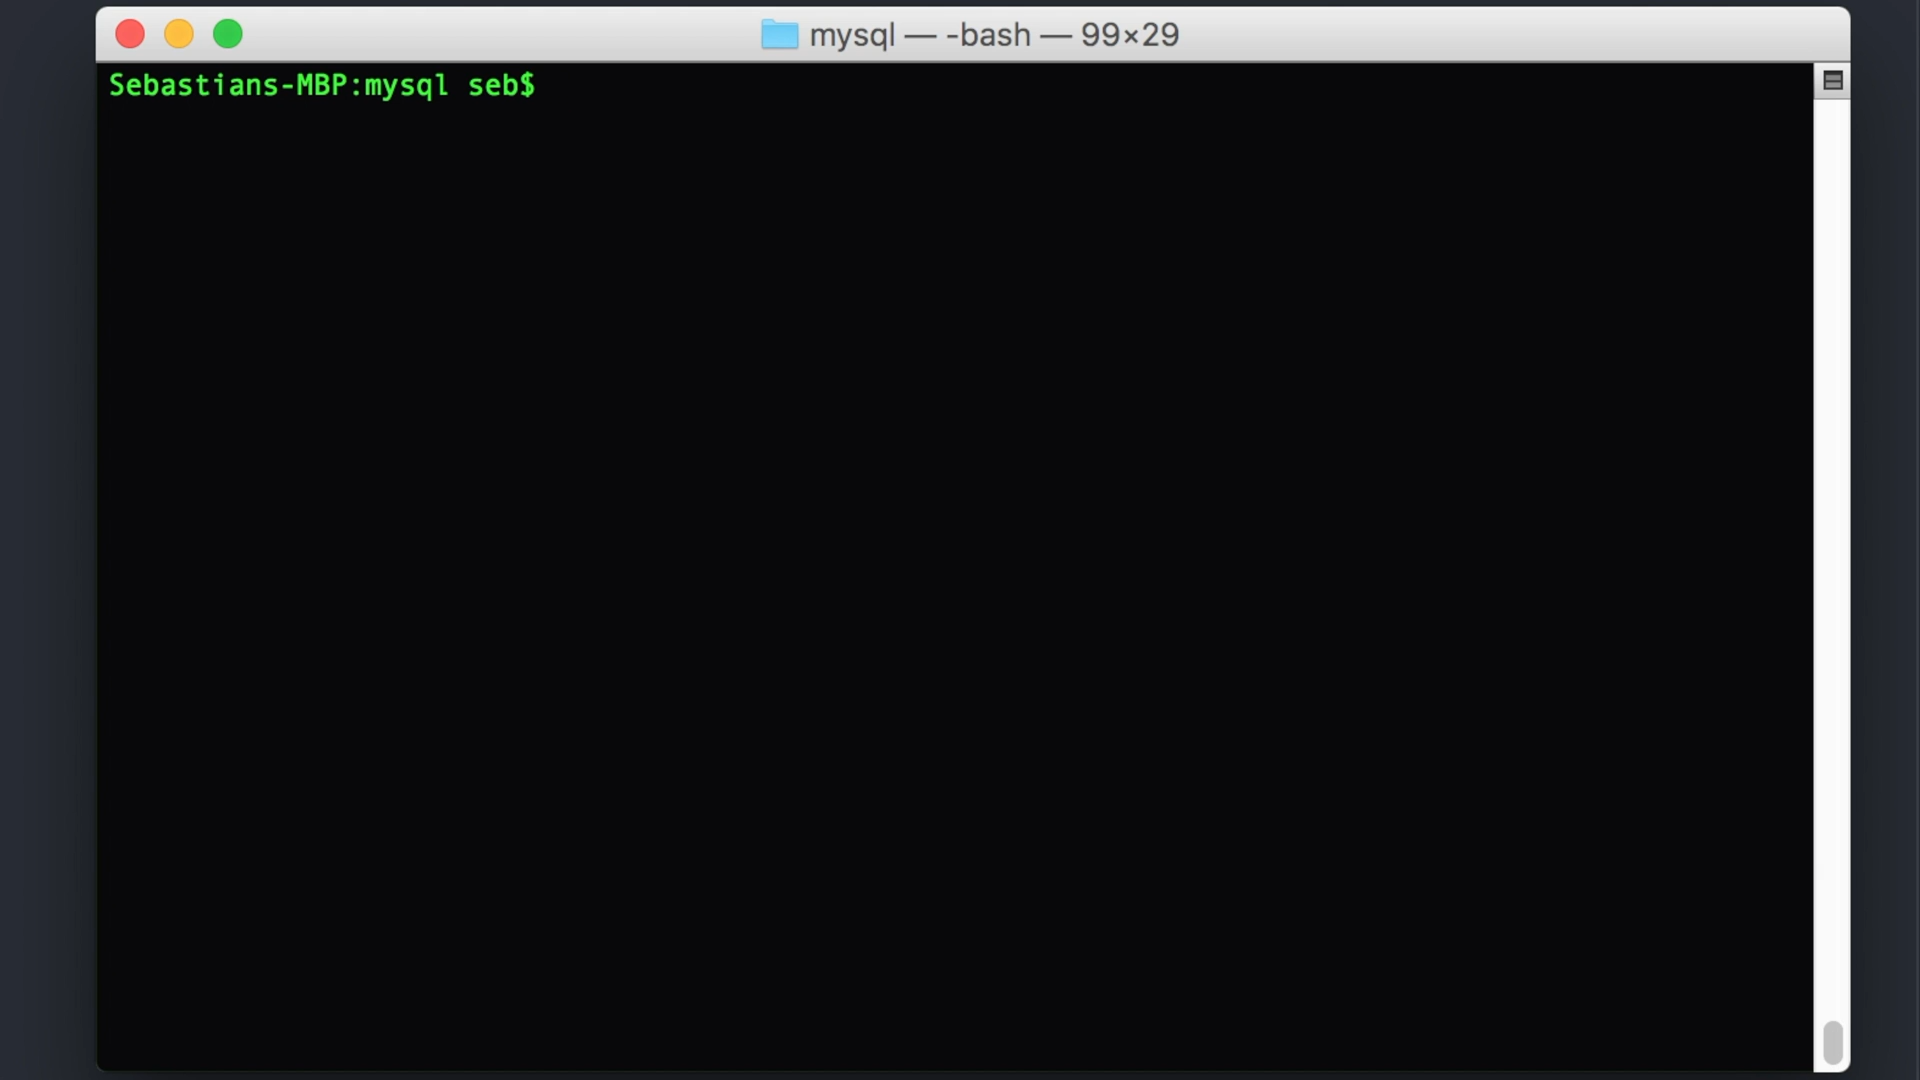 mysql — -bash — 99×29
Sebastians-MBP:mysql seb$